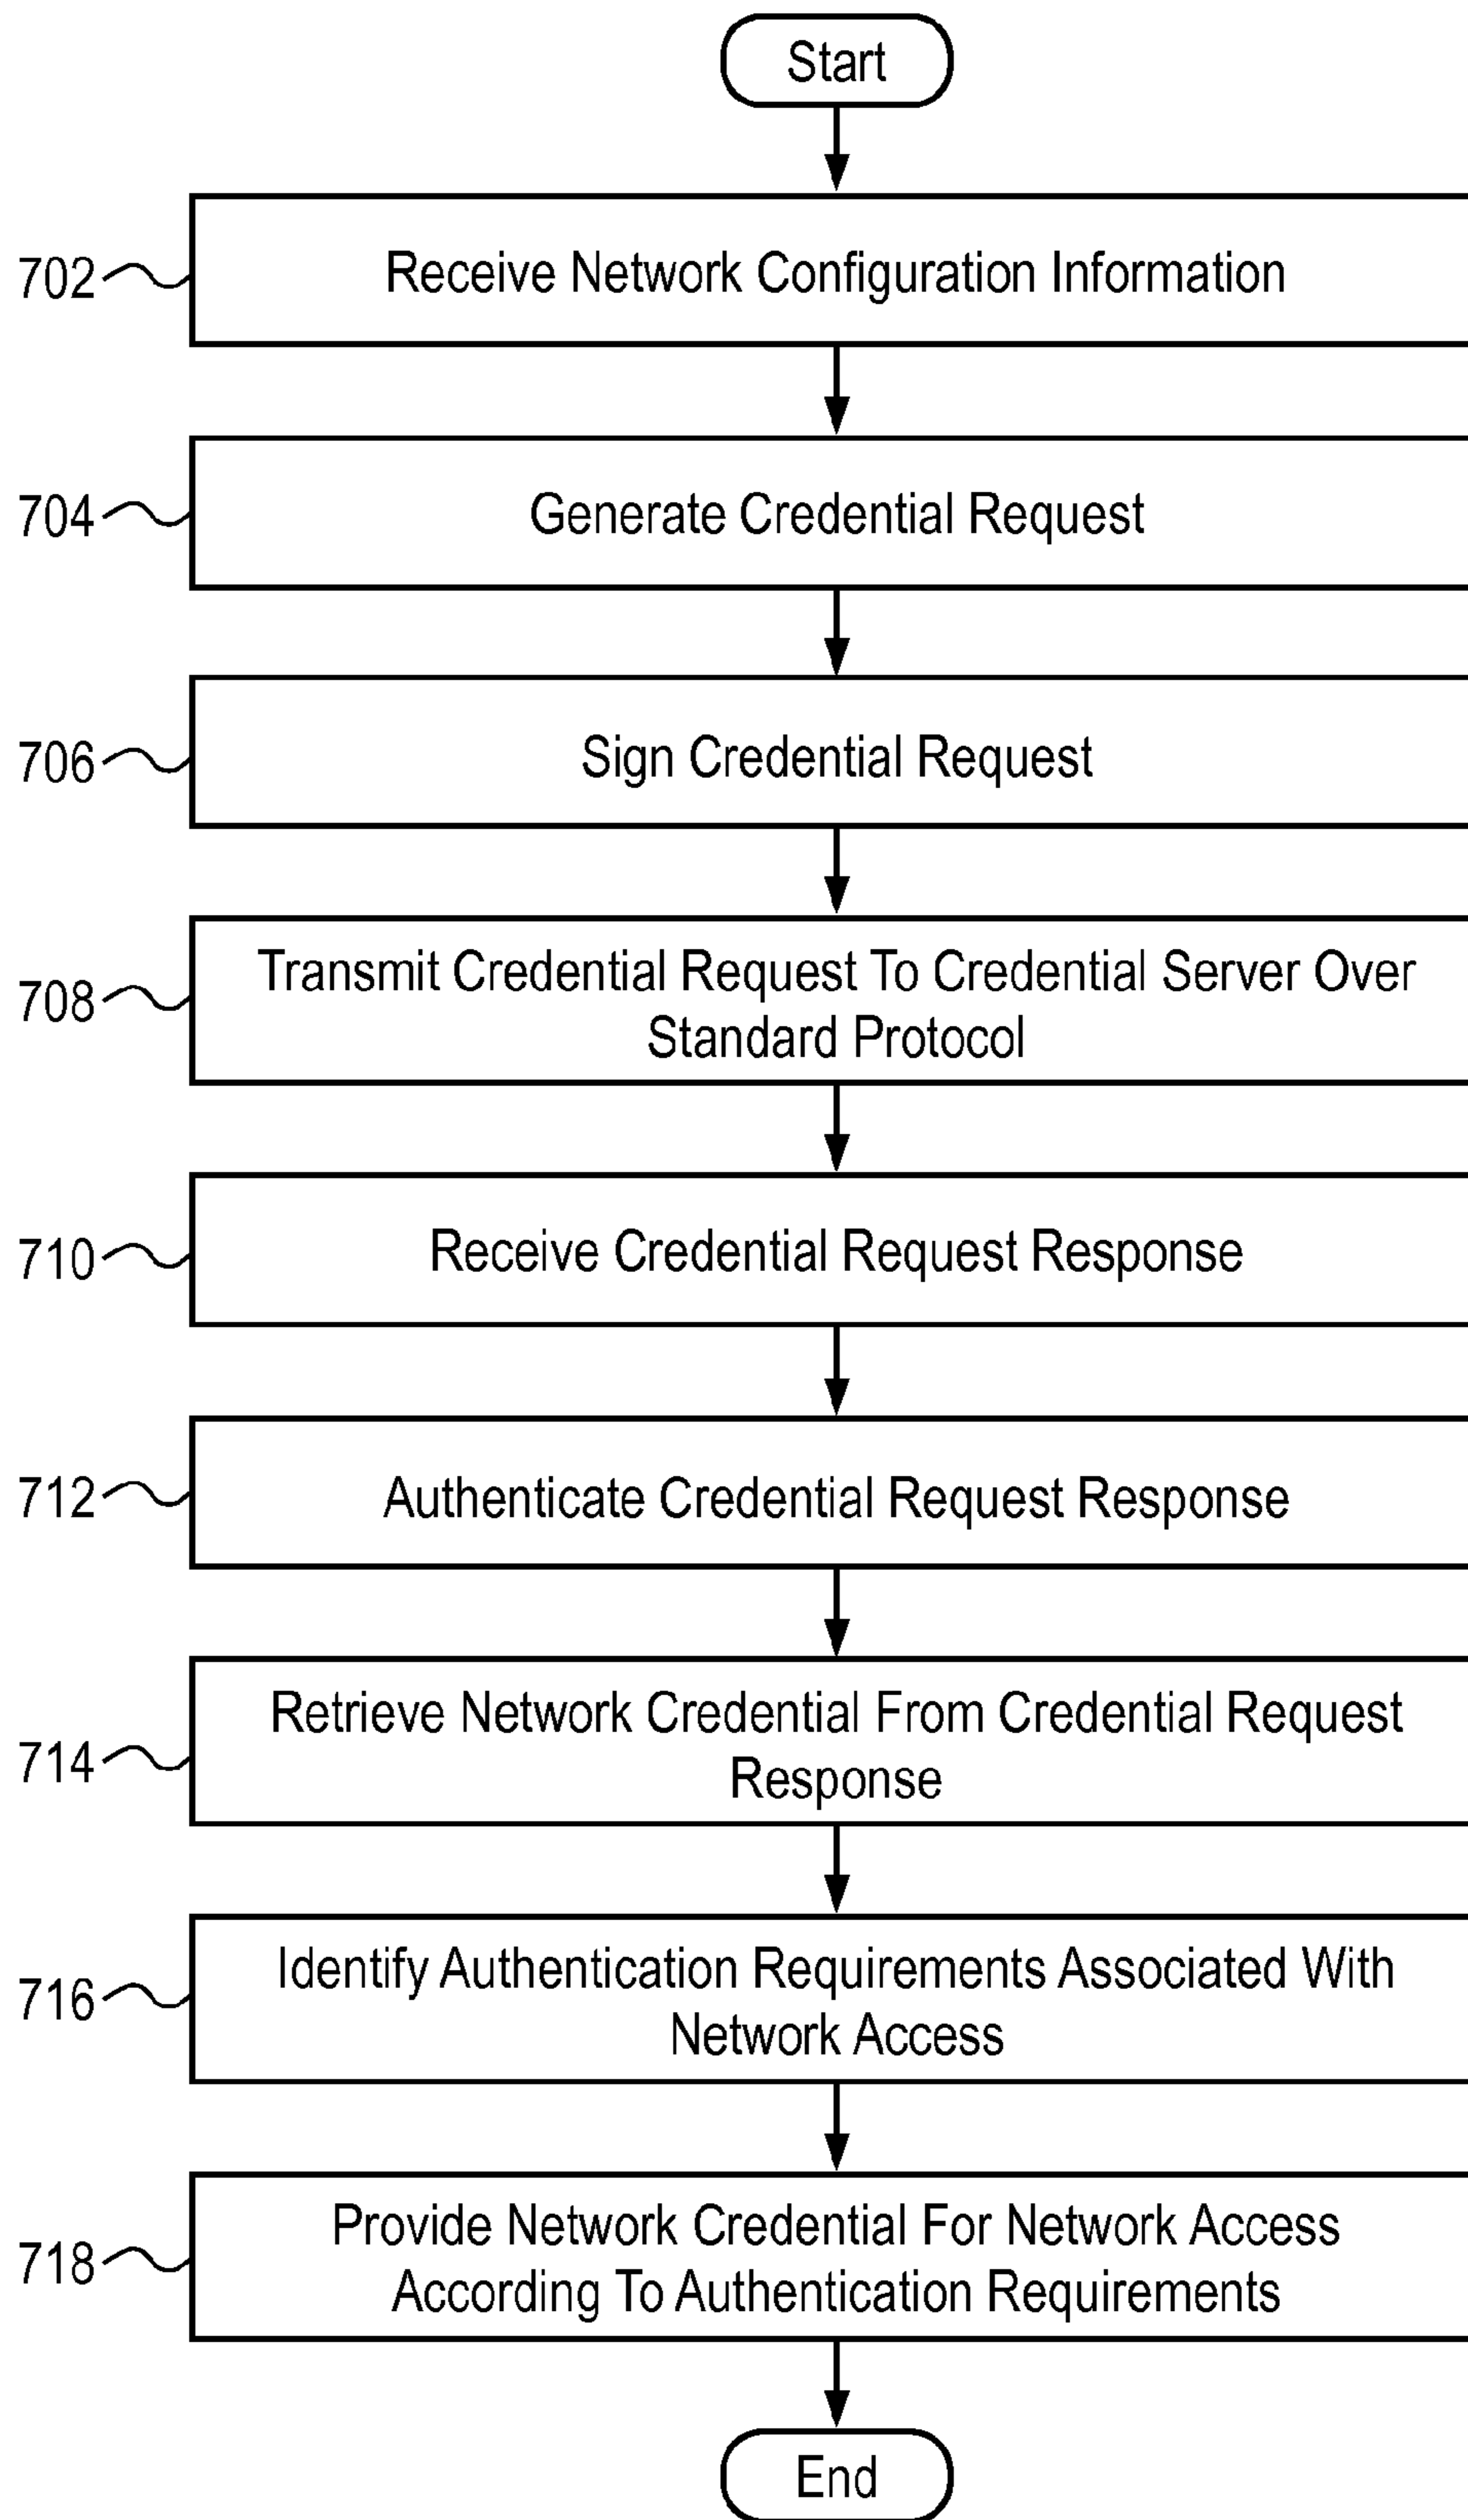 Start
702
Receive Network Configuration Information
704
Generate Credential Request
706
Sign Credential Request
708
Transmit Credential Request To Credential Server Over
Standard Protocol
710
Receive Credential Request Response
712
Authenticate Credential Request Response
714
Retrieve Network Credential From Credential Request
Response
716
Identify Authentication Requirements Associated With
Network Access
718
Provide Network Credential For Network Access
According To Authentication Requirements
End